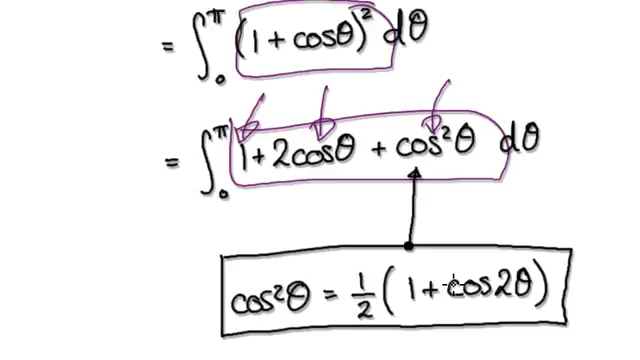 = ∫₀^π (1 + cosθ)² dθ
= ∫₀^π 1 + 2cosθ + cos²θ dθ
cos²θ = 1/2 ( 1 + cos2θ )